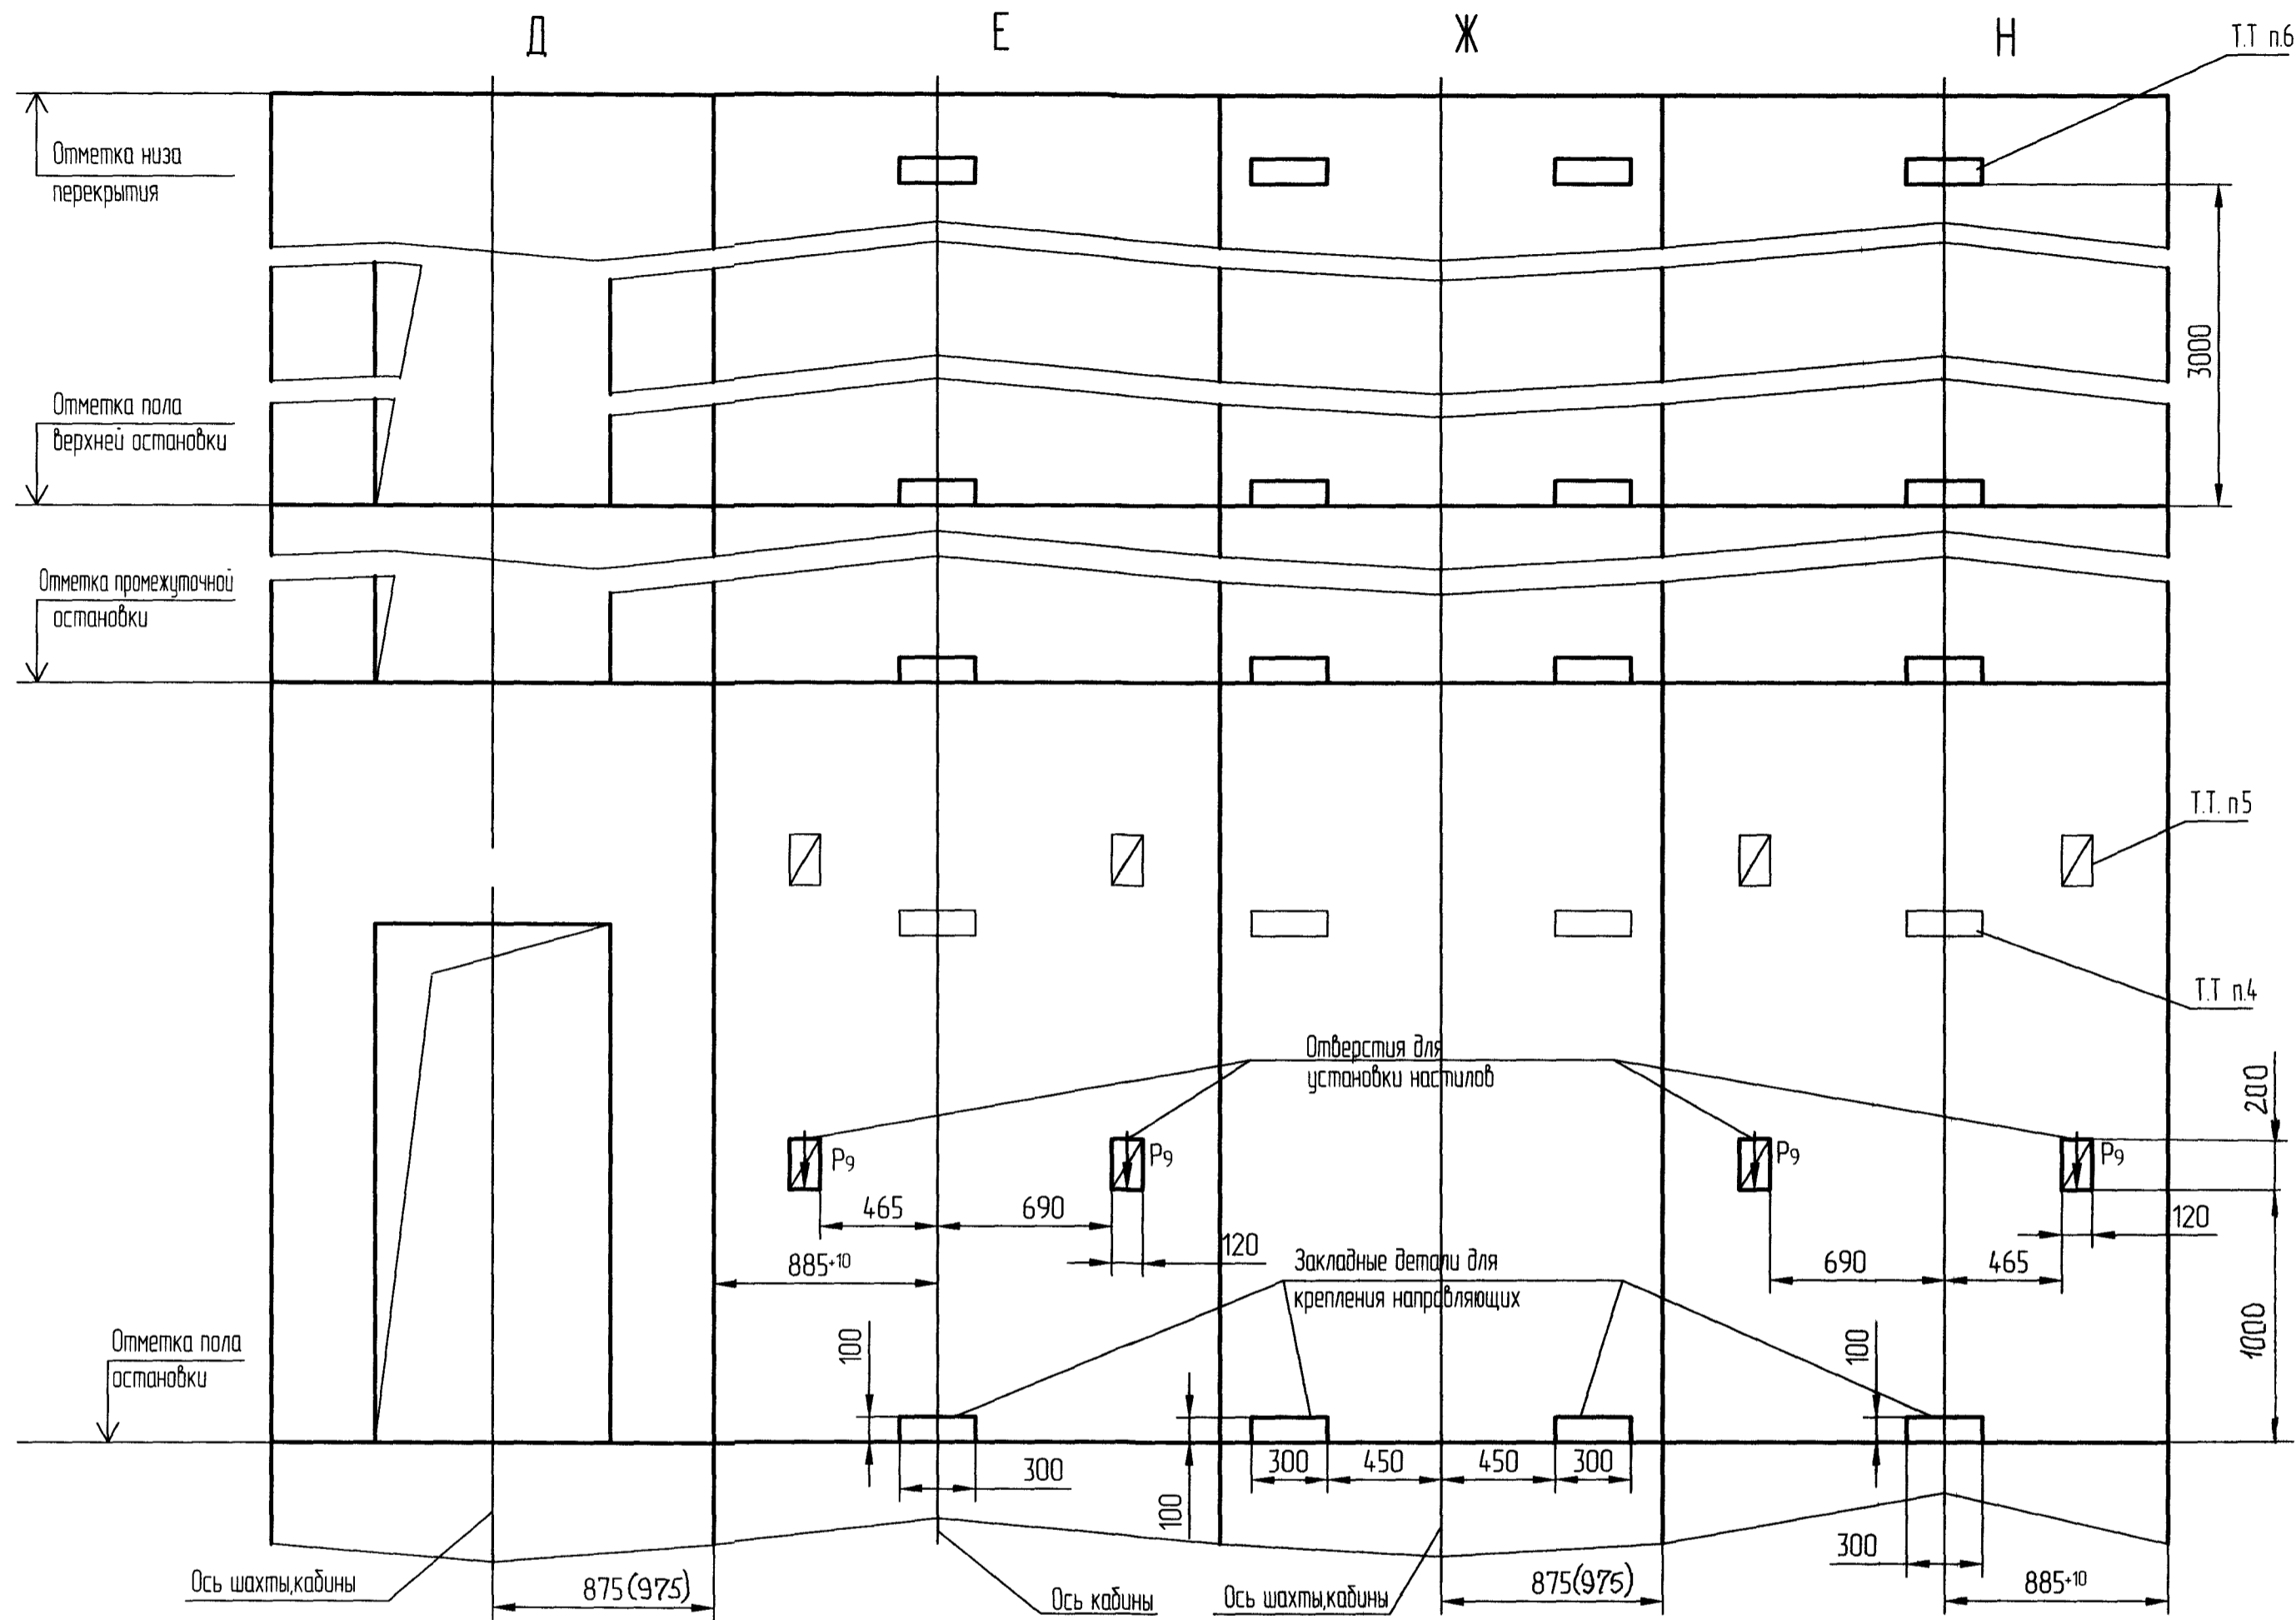 Д
Е
Ж
Н
Т.Т п.6
Отметка низа
перекрытия
3000
Отметка пола
верхней остановки
Отметка промежуточной
остановки
Т.Т. п5
Т.Т п.4
Отверстия для
установки настилов
200
P₉
P₉
P₉
P₉
465
690
120
120
885⁺¹⁰
690
465
Закладные детали для
крепления направляющих
1000
Отметка пола
остановки
100
100
300
300
450
450
300
100
300
Ось шахты,кабины
875(975)
Ось кабины
Ось шахты,кабины
875(975)
885⁺¹⁰